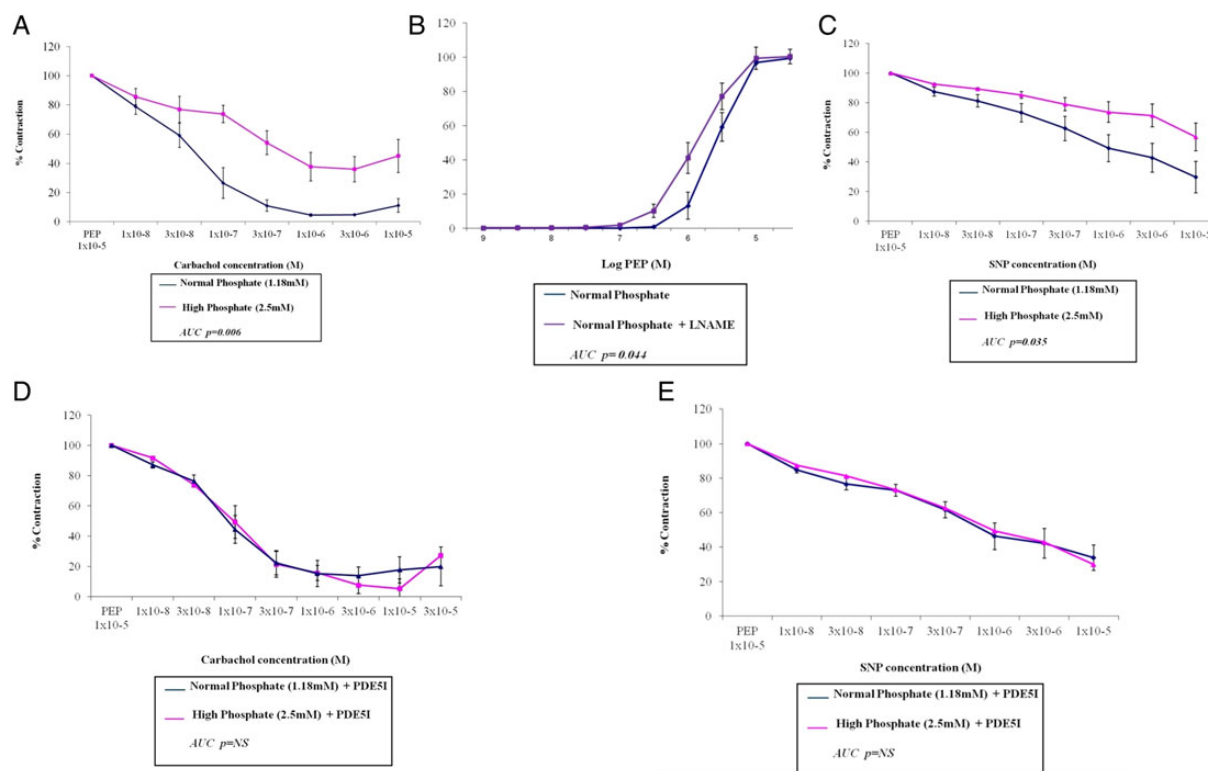 A
120
100
80
60
40
20
0
% Contraction
PEP 1x10-5
1x10-8
3x10-8
1x10-7
3x10-7
1x10-6
3x10-6
1x10-5
Carbachol concentration (M)
Normal Phosphate (1.18mM)
High Phosphate (2.5mM)
AUC p=0.006
B
120
100
80
60
40
20
0
% Contraction
9
8
7
6
5
Log PEP (M)
Normal Phosphate
Normal Phosphate + LNAME
AUC p= 0.044
C
120
100
80
60
40
20
0
% Contraction
PEP 1x10-5
1x10-8
3x10-8
1x10-7
3x10-7
1x10-6
3x10-6
1x10-5
SNP concentration (M)
Normal Phosphate (1.18mM)
High Phosphate (2.5mM)
AUC p=0.035
D
120
100
80
60
40
20
0
% Contraction
PEP 1x10-5
1x10-8
3x10-8
1x10-7
3x10-7
1x10-6
3x10-6
1x10-5
3x10-5
Carbachol concentration (M)
Normal Phosphate (1.18mM) + PDE5I
High Phosphate (2.5mM) + PDE5I
AUC p=NS
E
120
100
80
60
40
20
0
% Contraction
PEP 1x10-5
1x10-8
3x10-8
1x10-7
3x10-7
1x10-6
3x10-6
1x10-5
SNP concentration (M)
Normal Phosphate (1.18mM) + PDE5I
High Phosphate (2.5mM) + PDE5I
AUC p=NS